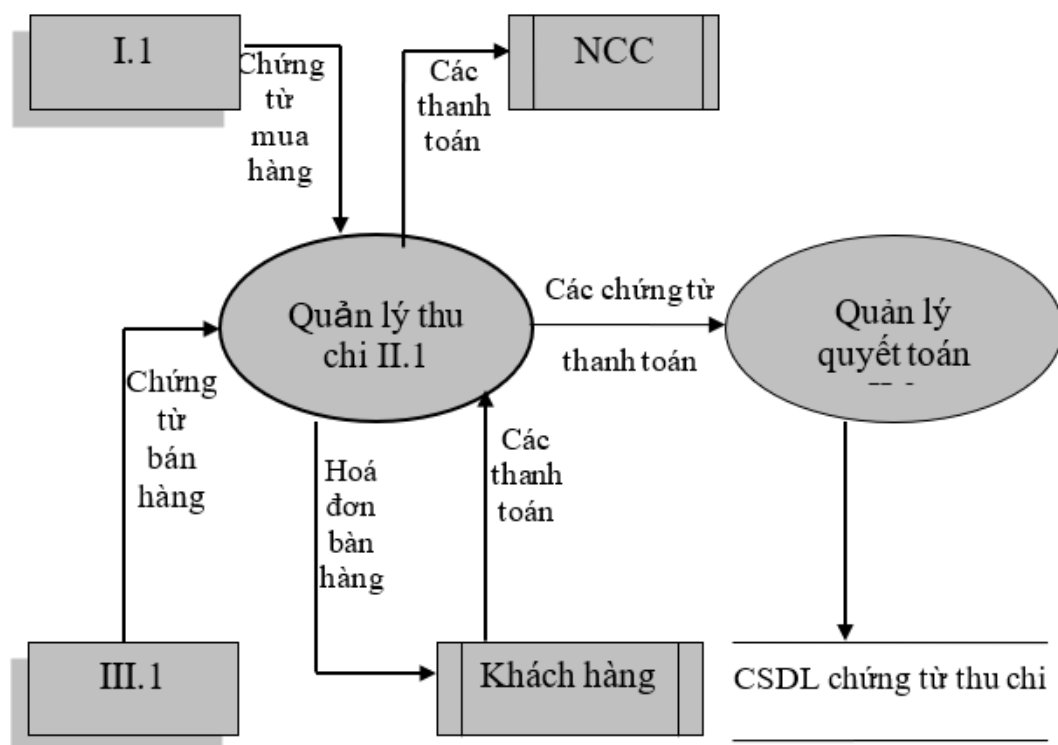 I.1
Chứng
từ
mua
hàng
Các
thanh
toán
NCC
Quản lý thu
chi II.1
Các chứng từ
thanh toán
Quản lý
quyết toán
Chứng
từ
bán
hàng
Hoá
đơn
bàn
hàng
Các
thanh
toán
III.1
Khách hàng
CSDL chứng từ thu chi